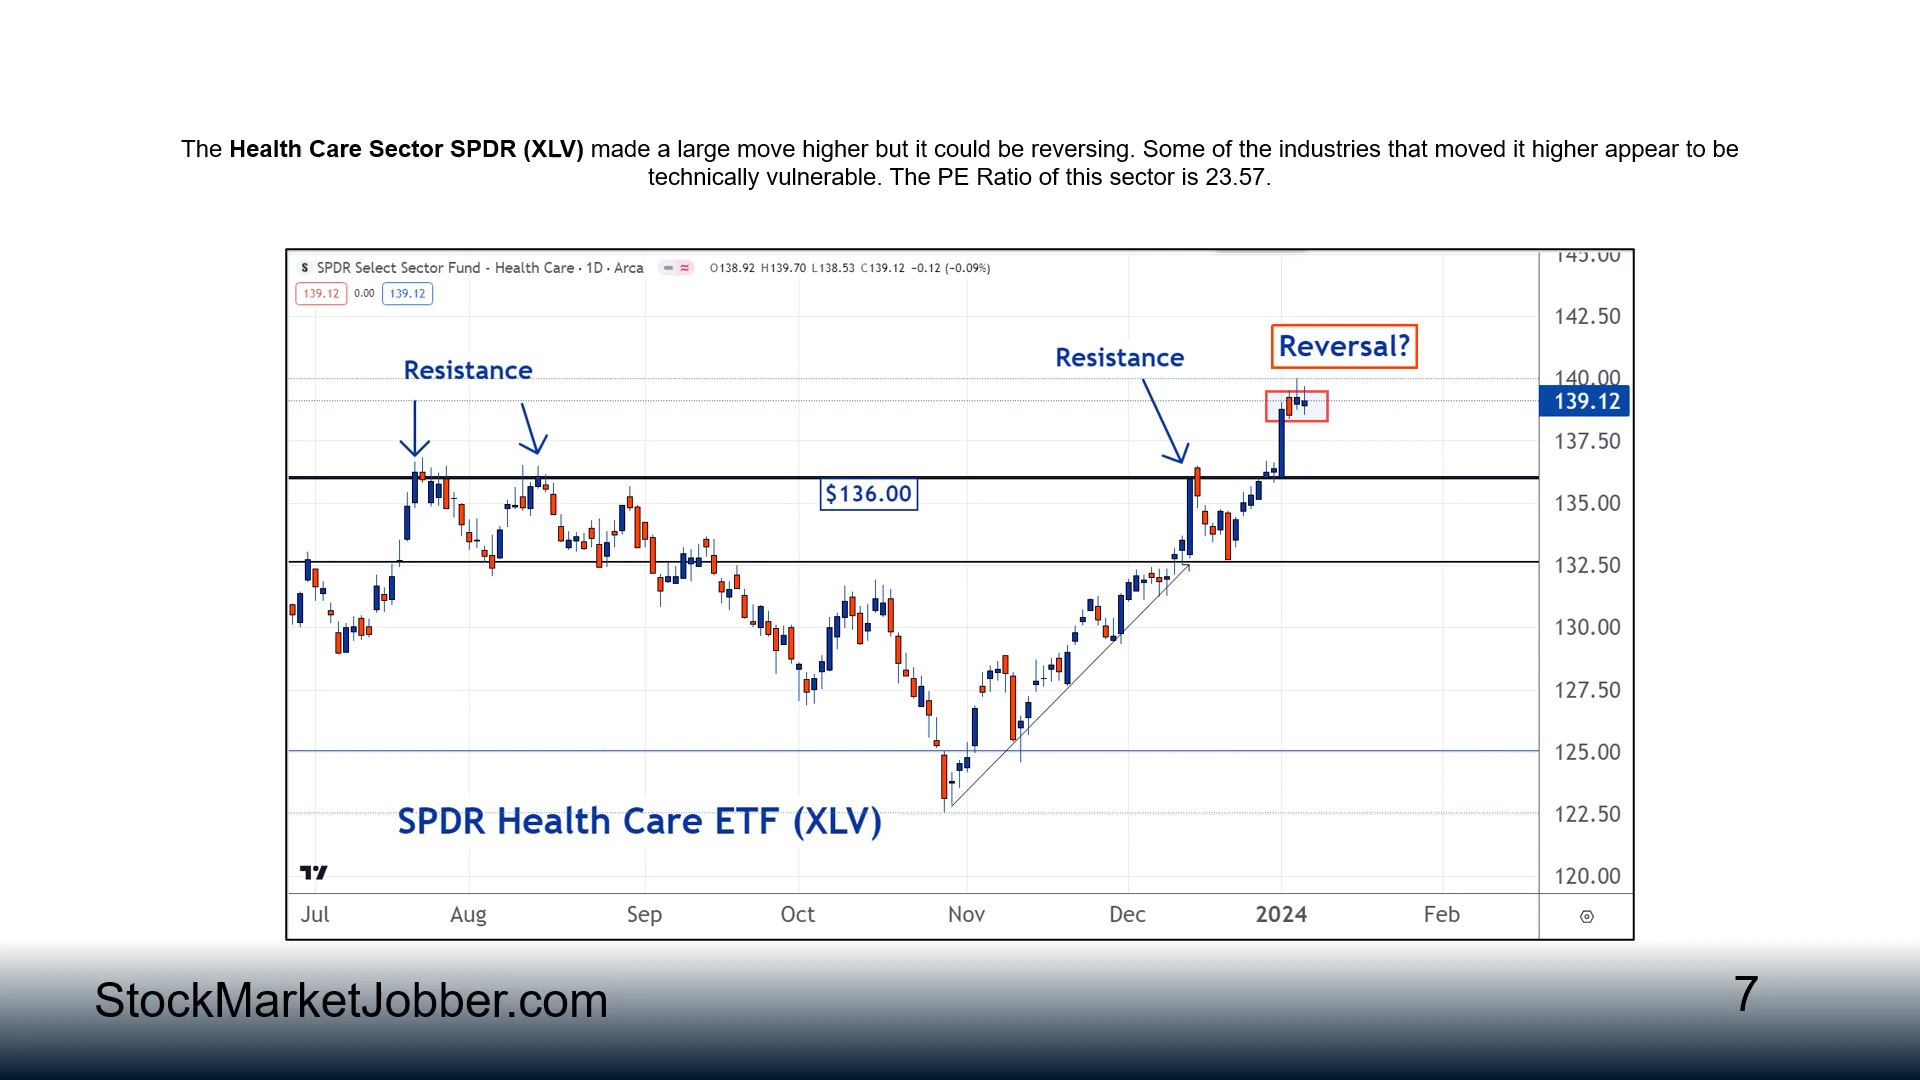 The Health Care Sector SPDR (XLV) made a large move higher but it could be reversing. Some of the industries that moved it higher appear to be
technically vulnerable. The PE Ratio of this sector is 23.57.
S SPDR Select Sector Fund - Health Care · 1D · Arca O138.92 H139.70 L138.53 C139.12 −0.12 (−0.09%)
139.12 0.00 139.12
145.00
142.50
Reversal?
Resistance
Resistance
140.00
139.12
137.50
$136.00
135.00
132.50
130.00
127.50
125.00
122.50
SPDR Health Care ETF (XLV)
120.00
Jul Aug Sep Oct Nov Dec 2024 Feb
StockMarketJobber.com
7